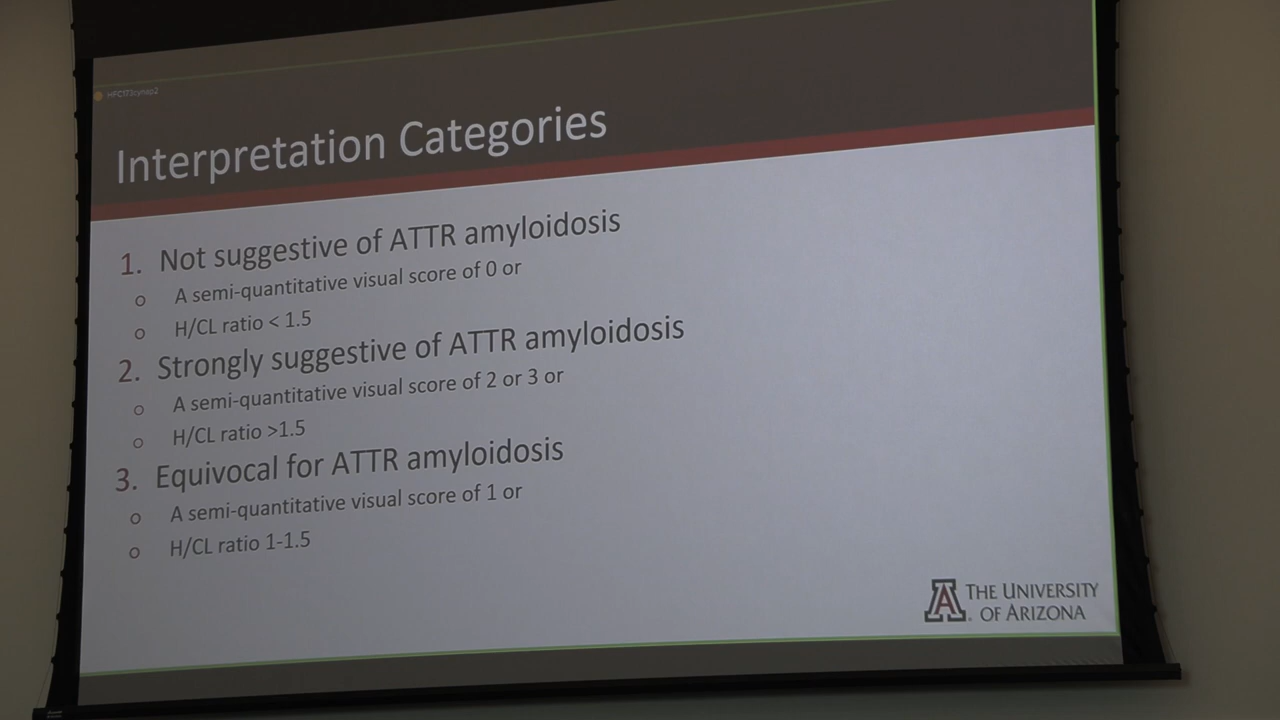 HFC173zynap2
Interpretation Categories
1. Not suggestive of ATTR amyloidosis
o A semi-quantitative visual score of 0 or
o H/CL ratio < 1.5
2. Strongly suggestive of ATTR amyloidosis
o A semi-quantitative visual score of 2 or 3 or
o H/CL ratio >1.5
3. Equivocal for ATTR amyloidosis
o A semi-quantitative visual score of 1 or
o H/CL ratio 1-1.5
A
THE UNIVERSITY
OF ARIZONA